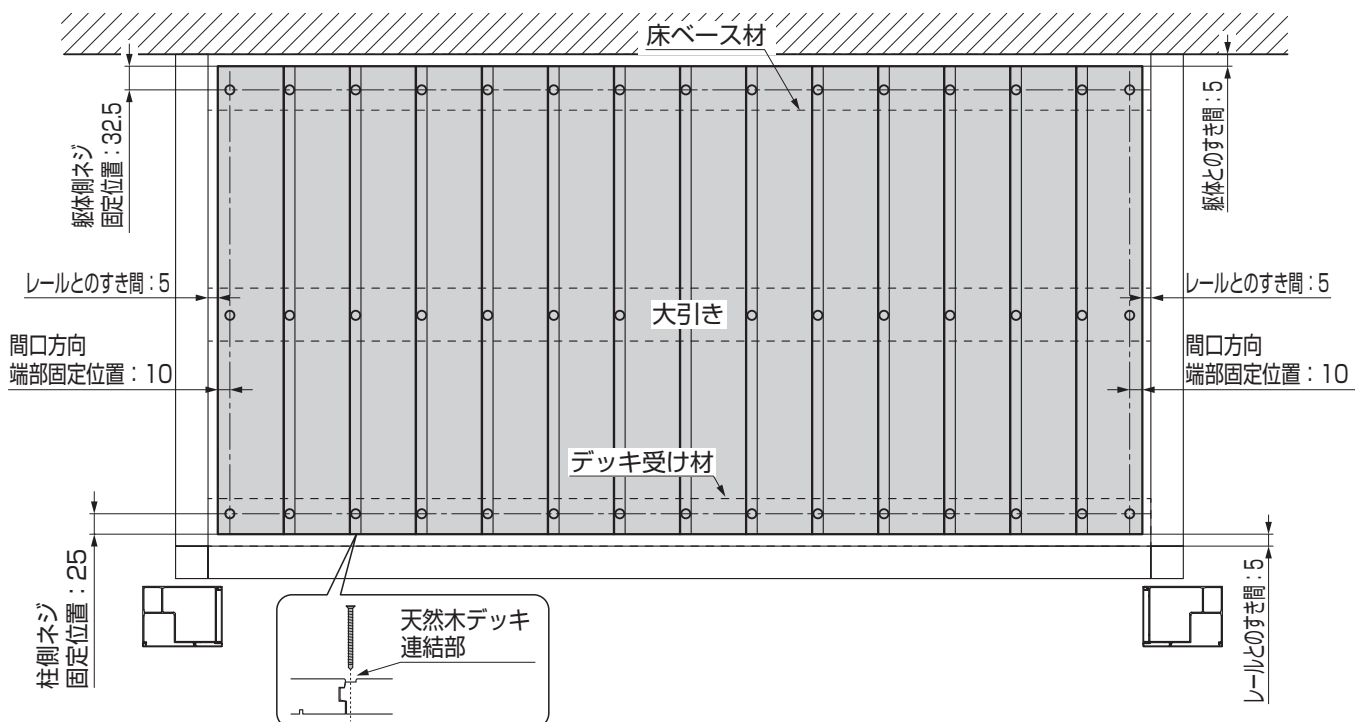 床ベース材
躯体側ネジ
固定位置：32.5
躯体とのすき間：5
レールとのすき間：5
レールとのすき間：5
大引き
間口方向
端部固定位置：10
間口方向
端部固定位置：10
デッキ受け材
柱側ネジ
固定位置：25
天然木デッキ
連結部
レールとのすき間：5